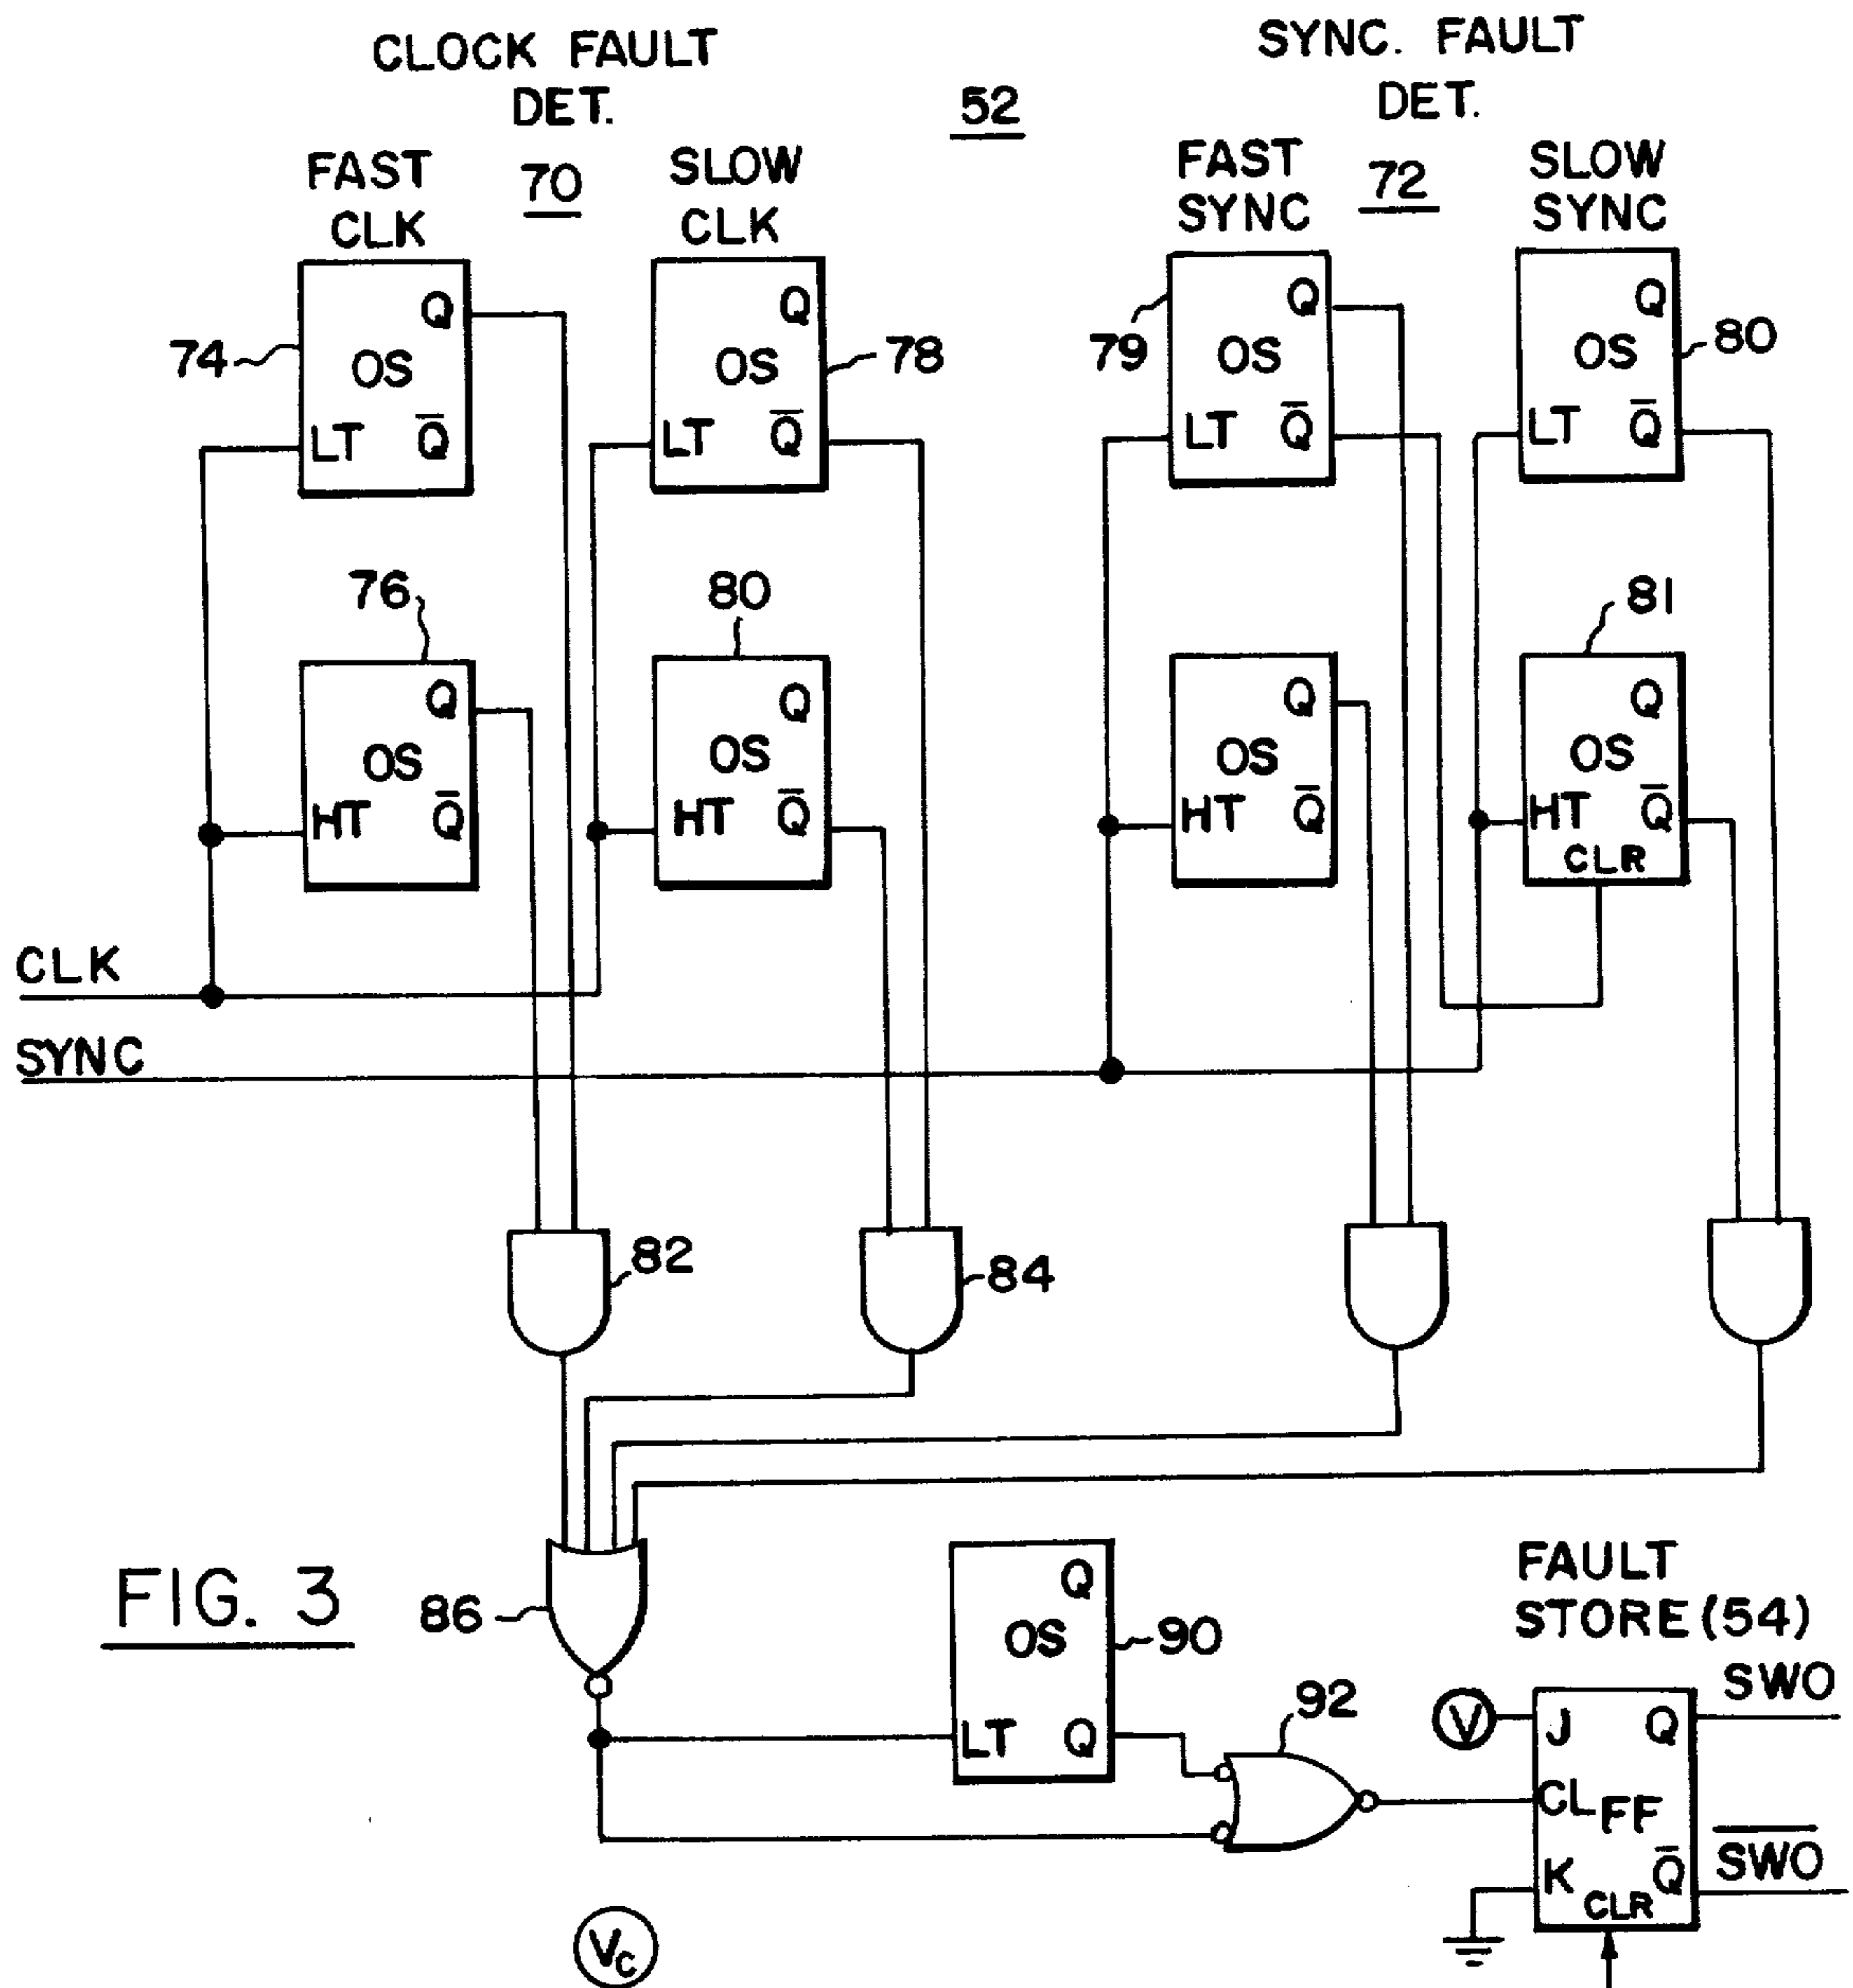 CLOCK FAULT
DET.
SYNC. FAULT
DET.
52
FAST
CLK
70
SLOW
CLK
FAST
SYNC
72
SLOW
SYNC
74
Q
OS
LT Q̅
Q
OS
LT Q̅
78
79
Q
OS
LT Q̅
Q
OS
LT Q̅
80
76
Q
OS
HT Q̅
80
Q
OS
HT Q̅
Q
OS
HT Q̅
81
Q
OS
HT Q̅
CLR
CLK
SYNC
82
84
FIG. 3
86
Q
OS
LT Q
90
92
FAULT
STORE (54)
V
J Q
SWO
CL FF
K Q̅
CLR
S̅W̅O̅
Vc